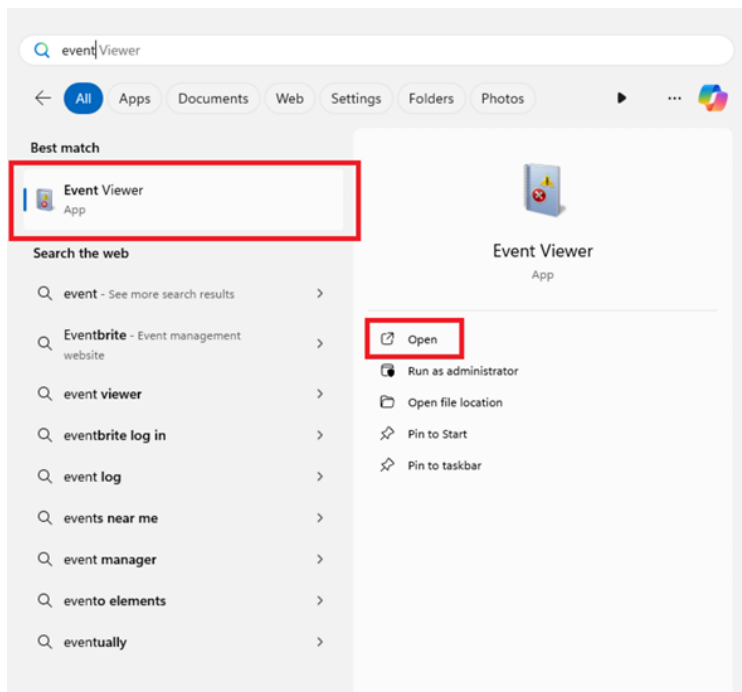 event Viewer
All Apps Documents Web Settings Folders Photos
Best match
Event Viewer
App
Search the web
event - See more search results
Eventbrite - Event management
website
event viewer
eventbrite log in
event log
events near me
event manager
evento elements
eventually
Event Viewer
App
Open
Run as administrator
Open file location
Pin to Start
Pin to taskbar